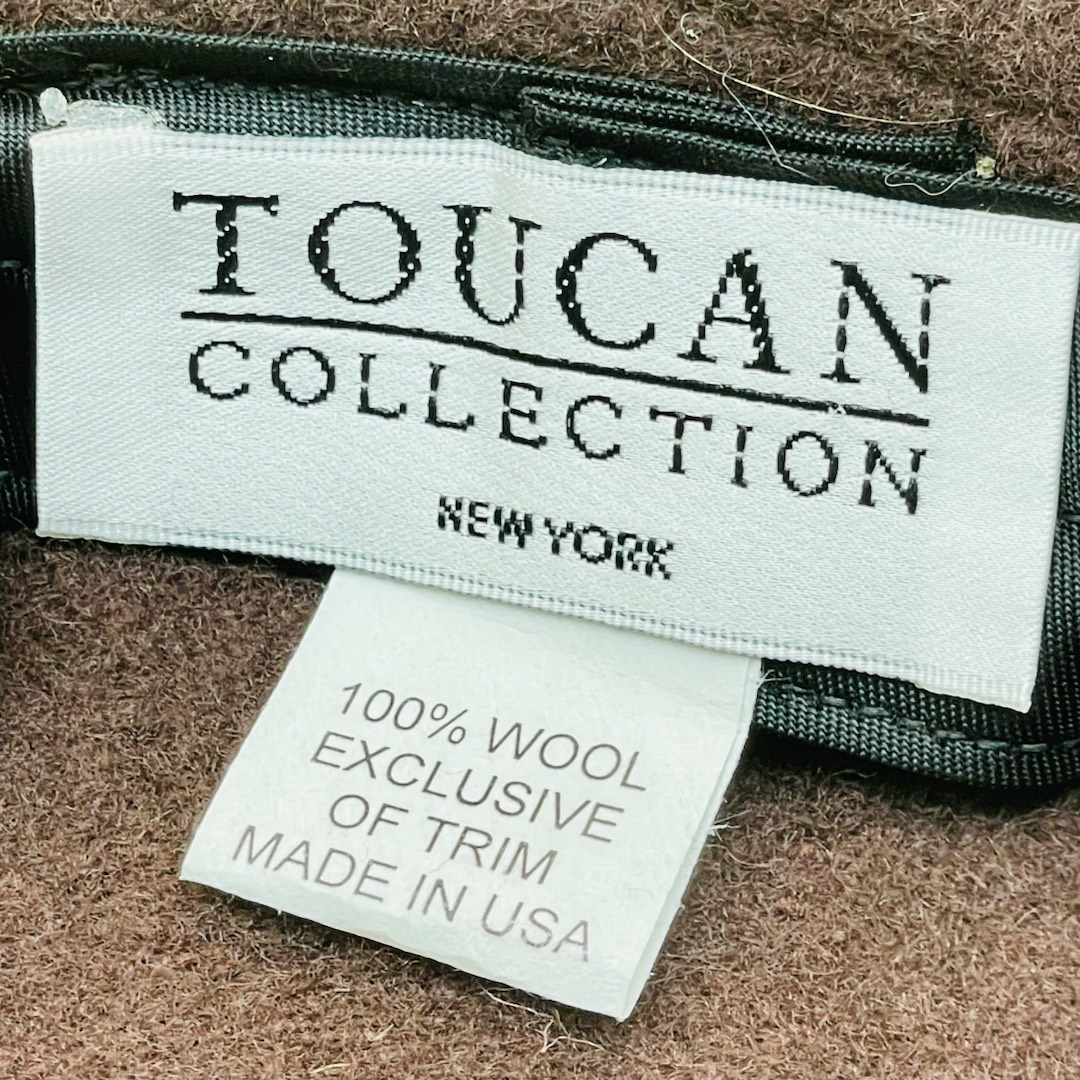 TOUCAN
COLLECTION
NEW YORK
100% WOOL
EXCLUSIVE
OF TRIM
MADE IN USA